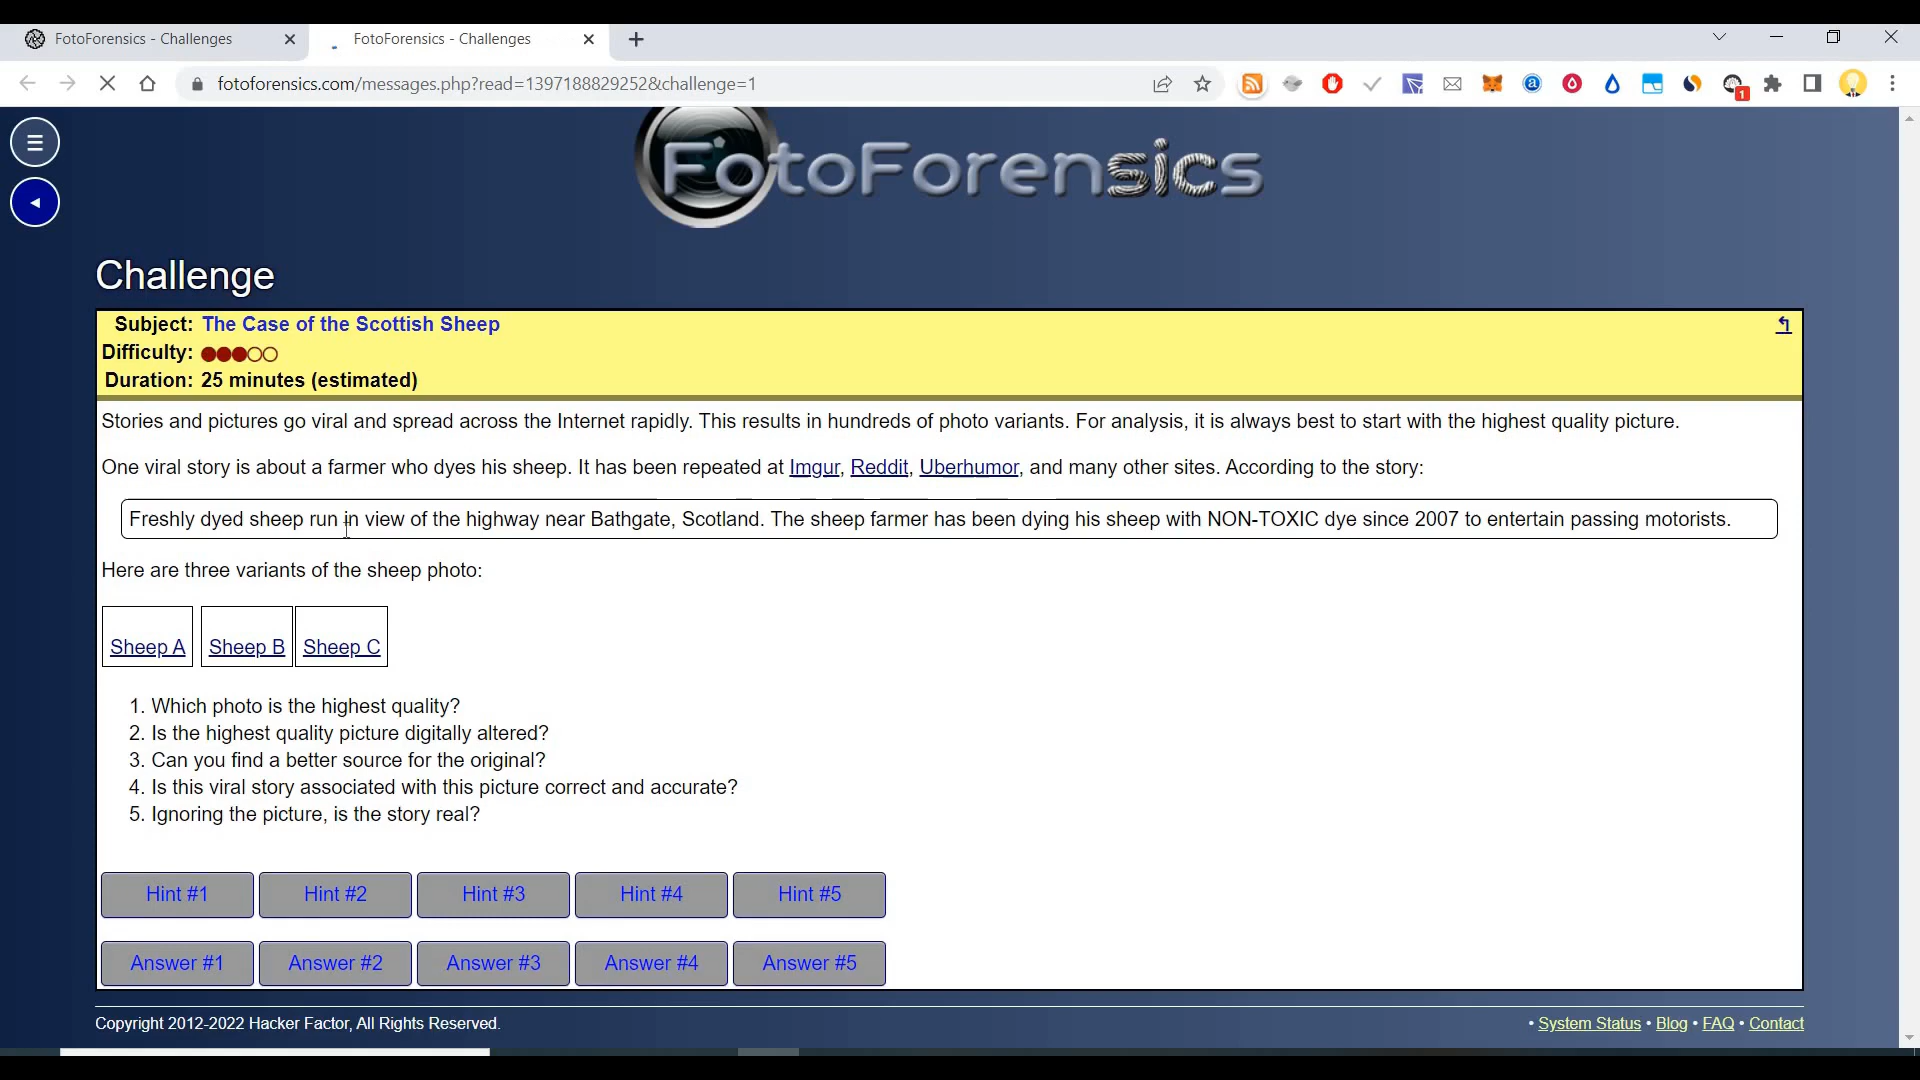 FotoForensics - Challenges
FotoForensics - Challenges
fotoforensics.com/messages.php?read=1397188829252&challenge=1
1
FotoForensics
Challenge
Subject: The Case of the Scottish Sheep
Difficulty:
Duration: 25 minutes (estimated)
Stories and pictures go viral and spread across the Internet rapidly. This results in hundreds of photo variants. For analysis, it is always best to start with the highest quality picture.
One viral story is about a farmer who dyes his sheep. It has been repeated at Imgur, Reddit, Uberhumor, and many other sites. According to the story:
Freshly dyed sheep run in view of the highway near Bathgate, Scotland. The sheep farmer has been dying his sheep with NON-TOXIC dye since 2007 to entertain passing motorists.
Here are three variants of the sheep photo:
Sheep A Sheep B Sheep C
1. Which photo is the highest quality?
2. Is the highest quality picture digitally altered?
3. Can you find a better source for the original?
4. Is this viral story associated with this picture correct and accurate?
5. Ignoring the picture, is the story real?
Hint #1 Hint #2 Hint #3 Hint #4 Hint #5
Answer #1 Answer #2 Answer #3 Answer #4 Answer #5
Copyright 2012-2022 Hacker Factor, All Rights Reserved.
• System Status • Blog • FAQ • Contact